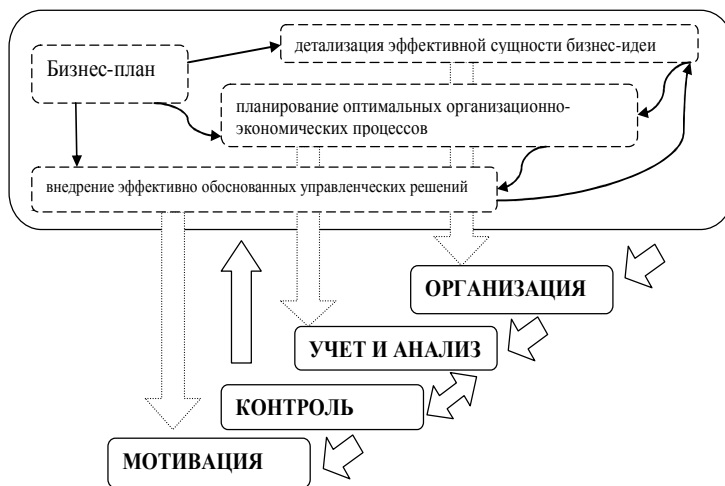 детализация эффективной сущности бизнес-идеи
Бизнес-план
планирование оптимальных организационно-
экономических процессов
внедрение эффективно обоснованных управленческих решений
ОРГАНИЗАЦИЯ
УЧЕТ И АНАЛИЗ
КОНТРОЛЬ
МОТИВАЦИЯ